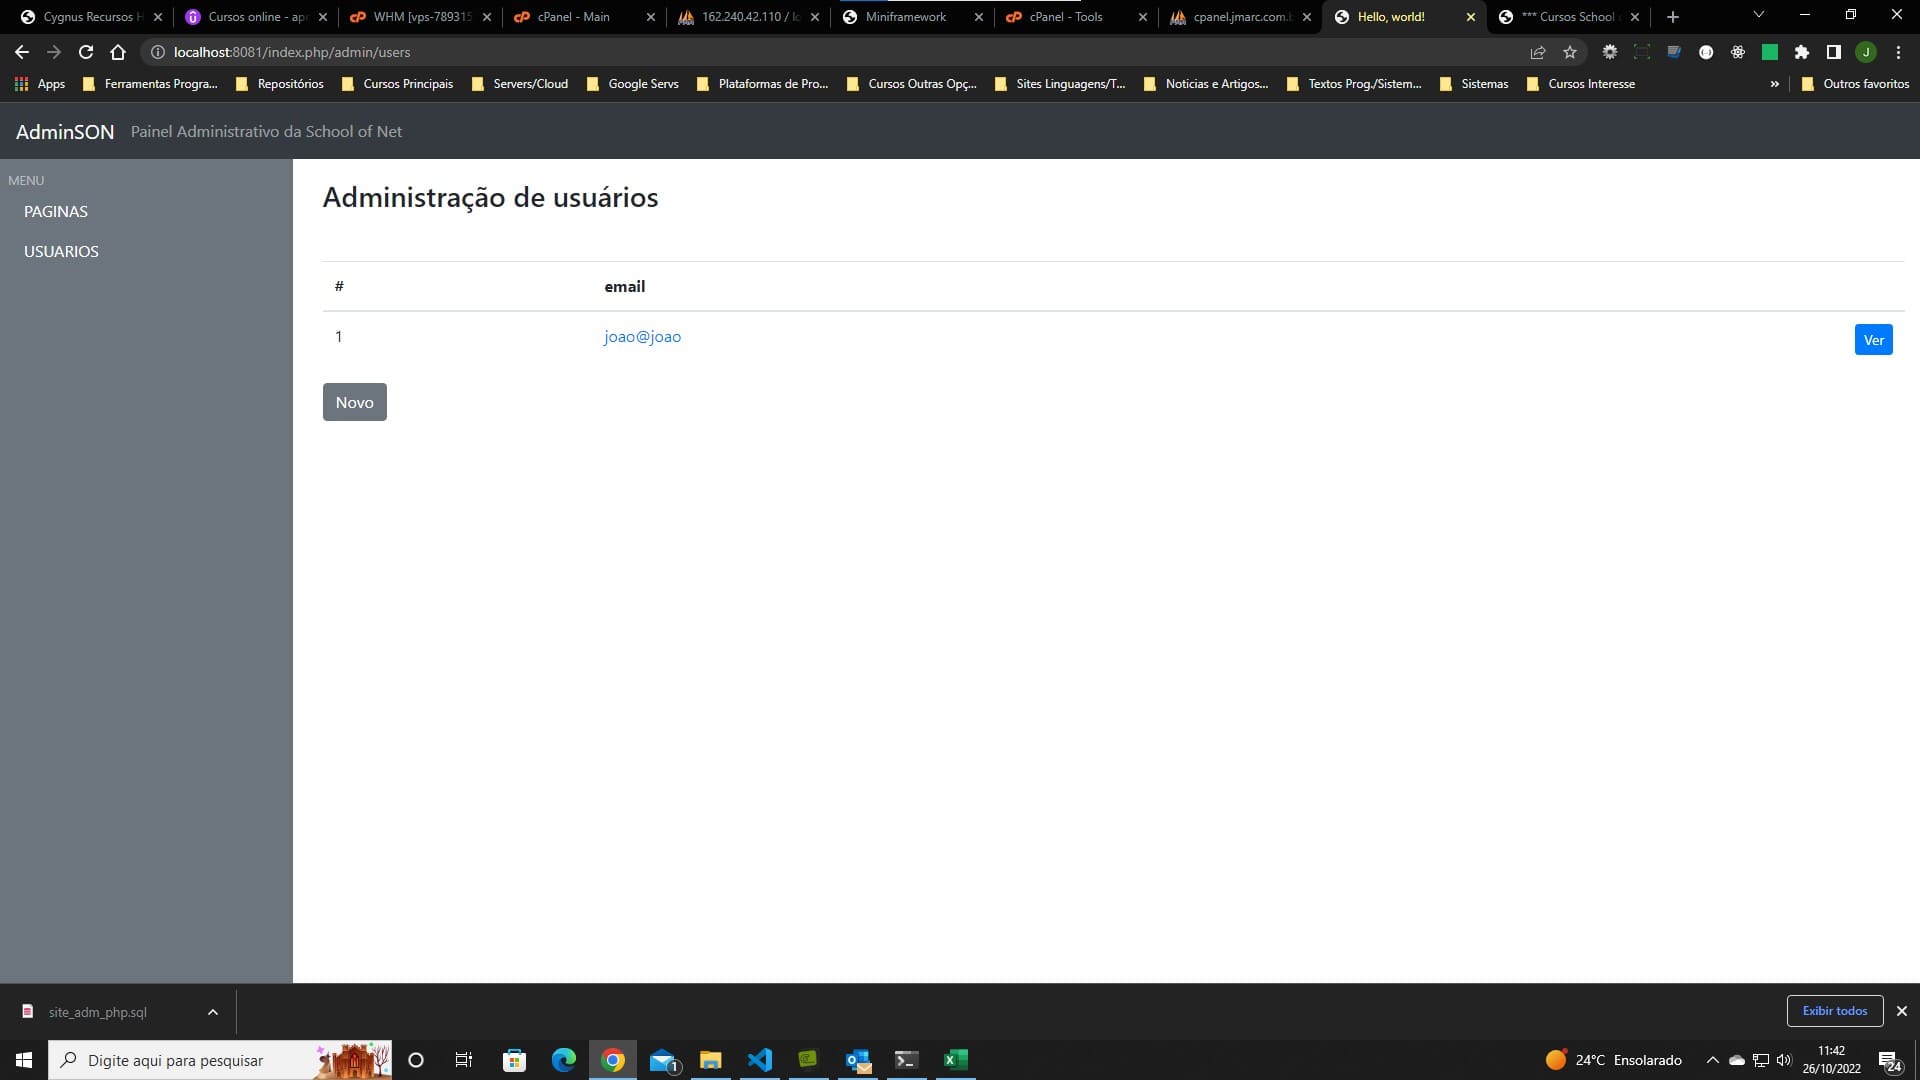 Cygnus Recursos H
Cursos online - apr
WHM [vps-789315
cPanel - Main
162.240.42.110 / lo
Miniframework
cPanel - Tools
cpanel.jmarc.com.b
Hello, world!
*** Cursos School
localhost:8081/index.php/admin/users
J
Apps
Ferramentas Progra...
Repositórios
Cursos Principais
Servers/Cloud
Google Servs
Plataformas de Pro...
Cursos Outras Opç...
Sites Linguagens/T...
Noticias e Artigos...
Textos Prog./Sistem...
Sistemas
Cursos Interesse
»
Outros favoritos
AdminSON Painel Administrativo da School of Net
MENU
PAGINAS
USUARIOS
Administração de usuários
# email
1 joao@joao Ver
Novo
site_adm_php.sql
Exibir todos
Digite aqui para pesquisar
1
24°C Ensolarado
11:42
26/10/2022
24